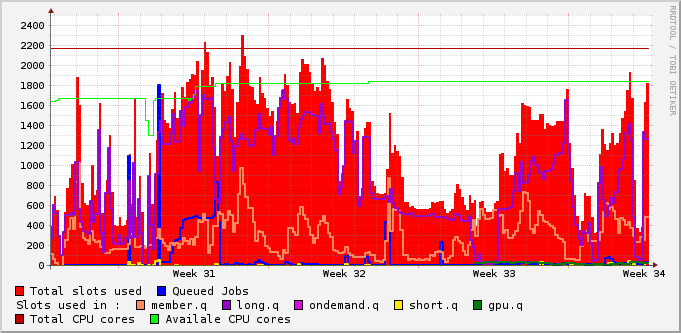 2400
2200
2000
1800
1600
1400
1200
1000
800
600
400
200
0
Week 31 Week 32 Week 33 Week 34
Total slots used Queued Jobs
Slots used in : member.q long.q ondemand.q short.q gpu.q
Total CPU cores Availale CPU cores
RRDTOOL / TOBI OETIKER